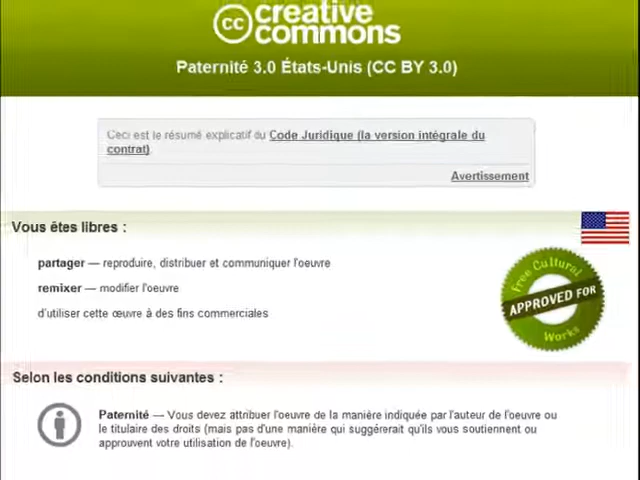 cc creative
commons
Paternité 3.0 États-Unis (CC BY 3.0)
Ceci est le résumé explicatif du Code Juridique (la version intégrale du
contrat)
Avertissement
Vous êtes libres :
partager — reproduire, distribuer et communiquer l'oeuvre
remixer — modifier l'oeuvre
d'utiliser cette œuvre à des fins commerciales
Free Cultural
APPROVED FOR
Works
Selon les conditions suivantes :
Paternité — Vous devez attribuer l'oeuvre de la manière indiquée par l'auteur de l'oeuvre ou
le titulaire des droits (mais pas d'une manière qui suggérerait qu'ils vous soutiennent ou
approuvent votre utilisation de l'oeuvre).